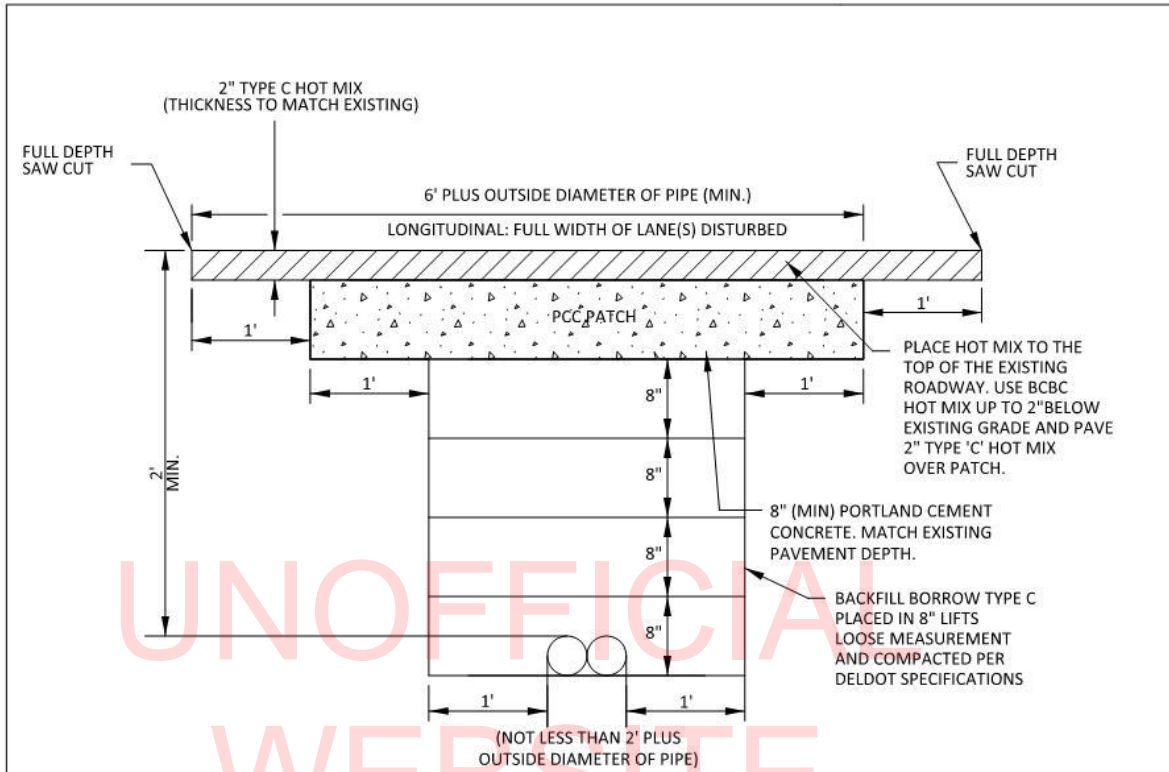 2" TYPE C HOT MIX
(THICKNESS TO MATCH EXISTING)
FULL DEPTH
SAW CUT
FULL DEPTH
SAW CUT
6' PLUS OUTSIDE DIAMETER OF PIPE (MIN.)
LONGITUDINAL: FULL WIDTH OF LANE(S) DISTURBED
PCC PATCH
1'
1'
1'
1'
PLACE HOT MIX TO THE
TOP OF THE EXISTING
ROADWAY. USE BCBC
HOT MIX UP TO 2"BELOW
EXISTING GRADE AND PAVE
2" TYPE 'C' HOT MIX
OVER PATCH.
8"
8"
8"
8"
2'
MIN.
8" (MIN) PORTLAND CEMENT
CONCRETE. MATCH EXISTING
PAVEMENT DEPTH.
BACKFILL BORROW TYPE C
PLACED IN 8" LIFTS
LOOSE MEASUREMENT
AND COMPACTED PER
DELDOT SPECIFICATIONS
1'
1'
(NOT LESS THAN 2' PLUS
OUTSIDE DIAMETER OF PIPE)
UNOFFICIAL
WEBSITE